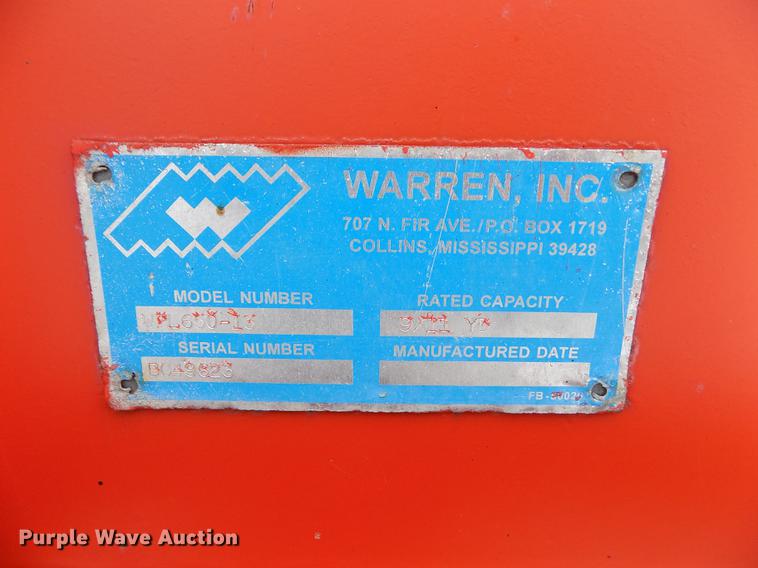 WARREN, INC.
707 N. FIR AVE./P.O. BOX 1719
COLLINS, MISSISSIPPI 39428
MODEL NUMBER
RATED CAPACITY
SERIAL NUMBER
MANUFACTURED DATE
Purple Wave Auction